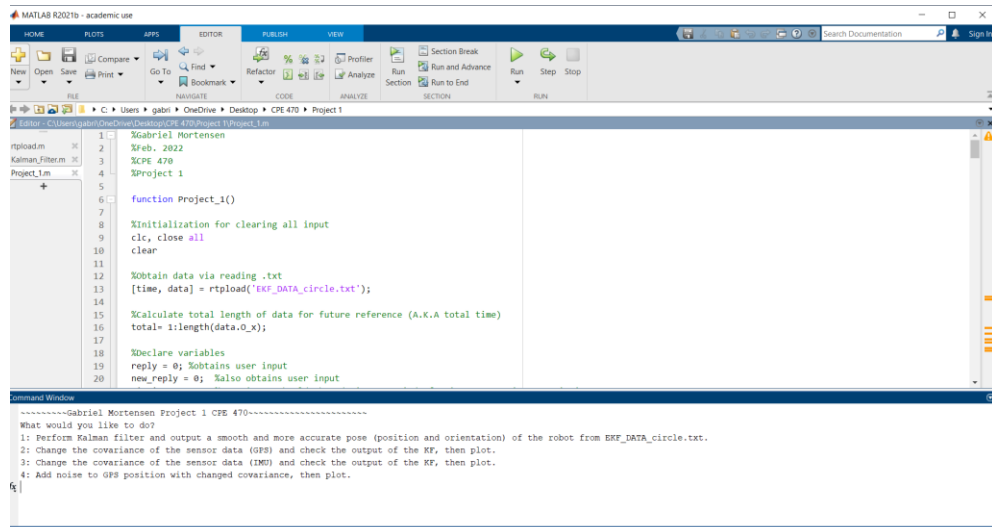 MATLAB R2021b - academic use
HOME PLOTS APPS EDITOR PUBLISH VIEW Search Documentation Sign In
New Open Save Compare Print Go To Find Bookmark Refactor Profiler Analyze Run Section Section Break Run and Advance Run to End Run Step Stop
FILE NAVIGATE CODE ANALYZE SECTION RUN
C: Users gabri OneDrive Desktop CPE 470 Project 1
Editor - C:\Users\gabri\OneDrive\Desktop\CPE 470\Project 1\Project_1.m
rtpload.m
Kalman_Filter.m
Project_1.m
1 %Gabriel Mortensen
2 %Feb. 2022
3 %CPE 470
4 %Project 1
5
6 function Project_1()
7
8 %Initialization for clearing all input
9 clc, close all
10 clear
11
12 %Obtain data via reading .txt
13 [time, data] = rtpload('EKF_DATA_circle.txt');
14
15 %Calculate total length of data for future reference (A.K.A total time)
16 total= 1:length(data.O_x);
17
18 %Declare variables
19 reply = 0; %obtains user input
20 new_reply = 0; %also obtains user input
Command Window
~~~~~~~~~Gabriel Mortensen Project 1 CPE 470~~~~~~~~~~~~~~~~~~~~~~~
What would you like to do?
1: Perform Kalman filter and output a smooth and more accurate pose (position and orientation) of the robot from EKF_DATA_circle.txt.
2: Change the covariance of the sensor data (GPS) and check the output of the KF, then plot.
3: Change the covariance of the sensor data (IMU) and check the output of the KF, then plot.
4: Add noise to GPS position with changed covariance, then plot.
fx